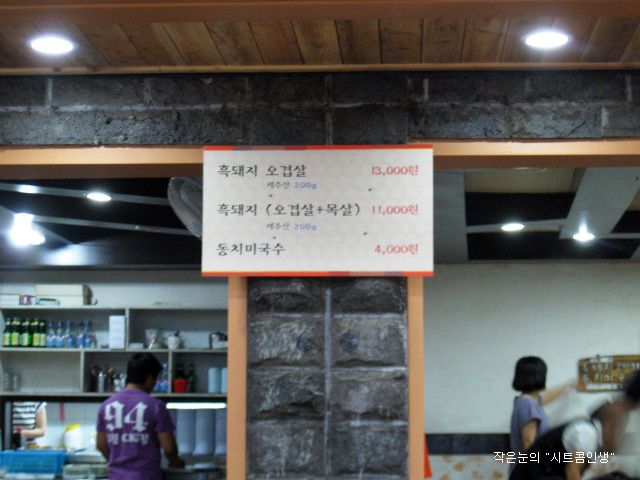 흑돼지 오겹살 13,000원
제주산 200g
흑돼지 (오겹살+목살) 11,000원
제주산 200g
동치미국수 4,000원
94
작은눈의 "시트콤인생"